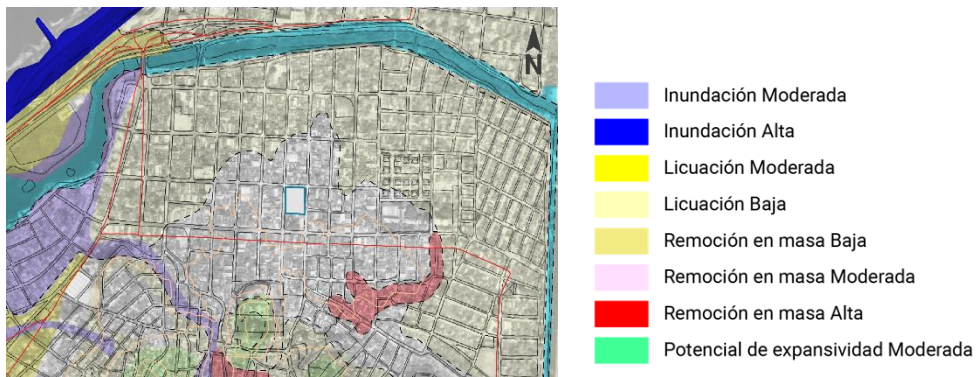 N
Inundación Moderada
Inundación Alta
Licuación Moderada
Licuación Baja
Remoción en masa Baja
Remoción en masa Moderada
Remoción en masa Alta
Potencial de expansividad Moderada